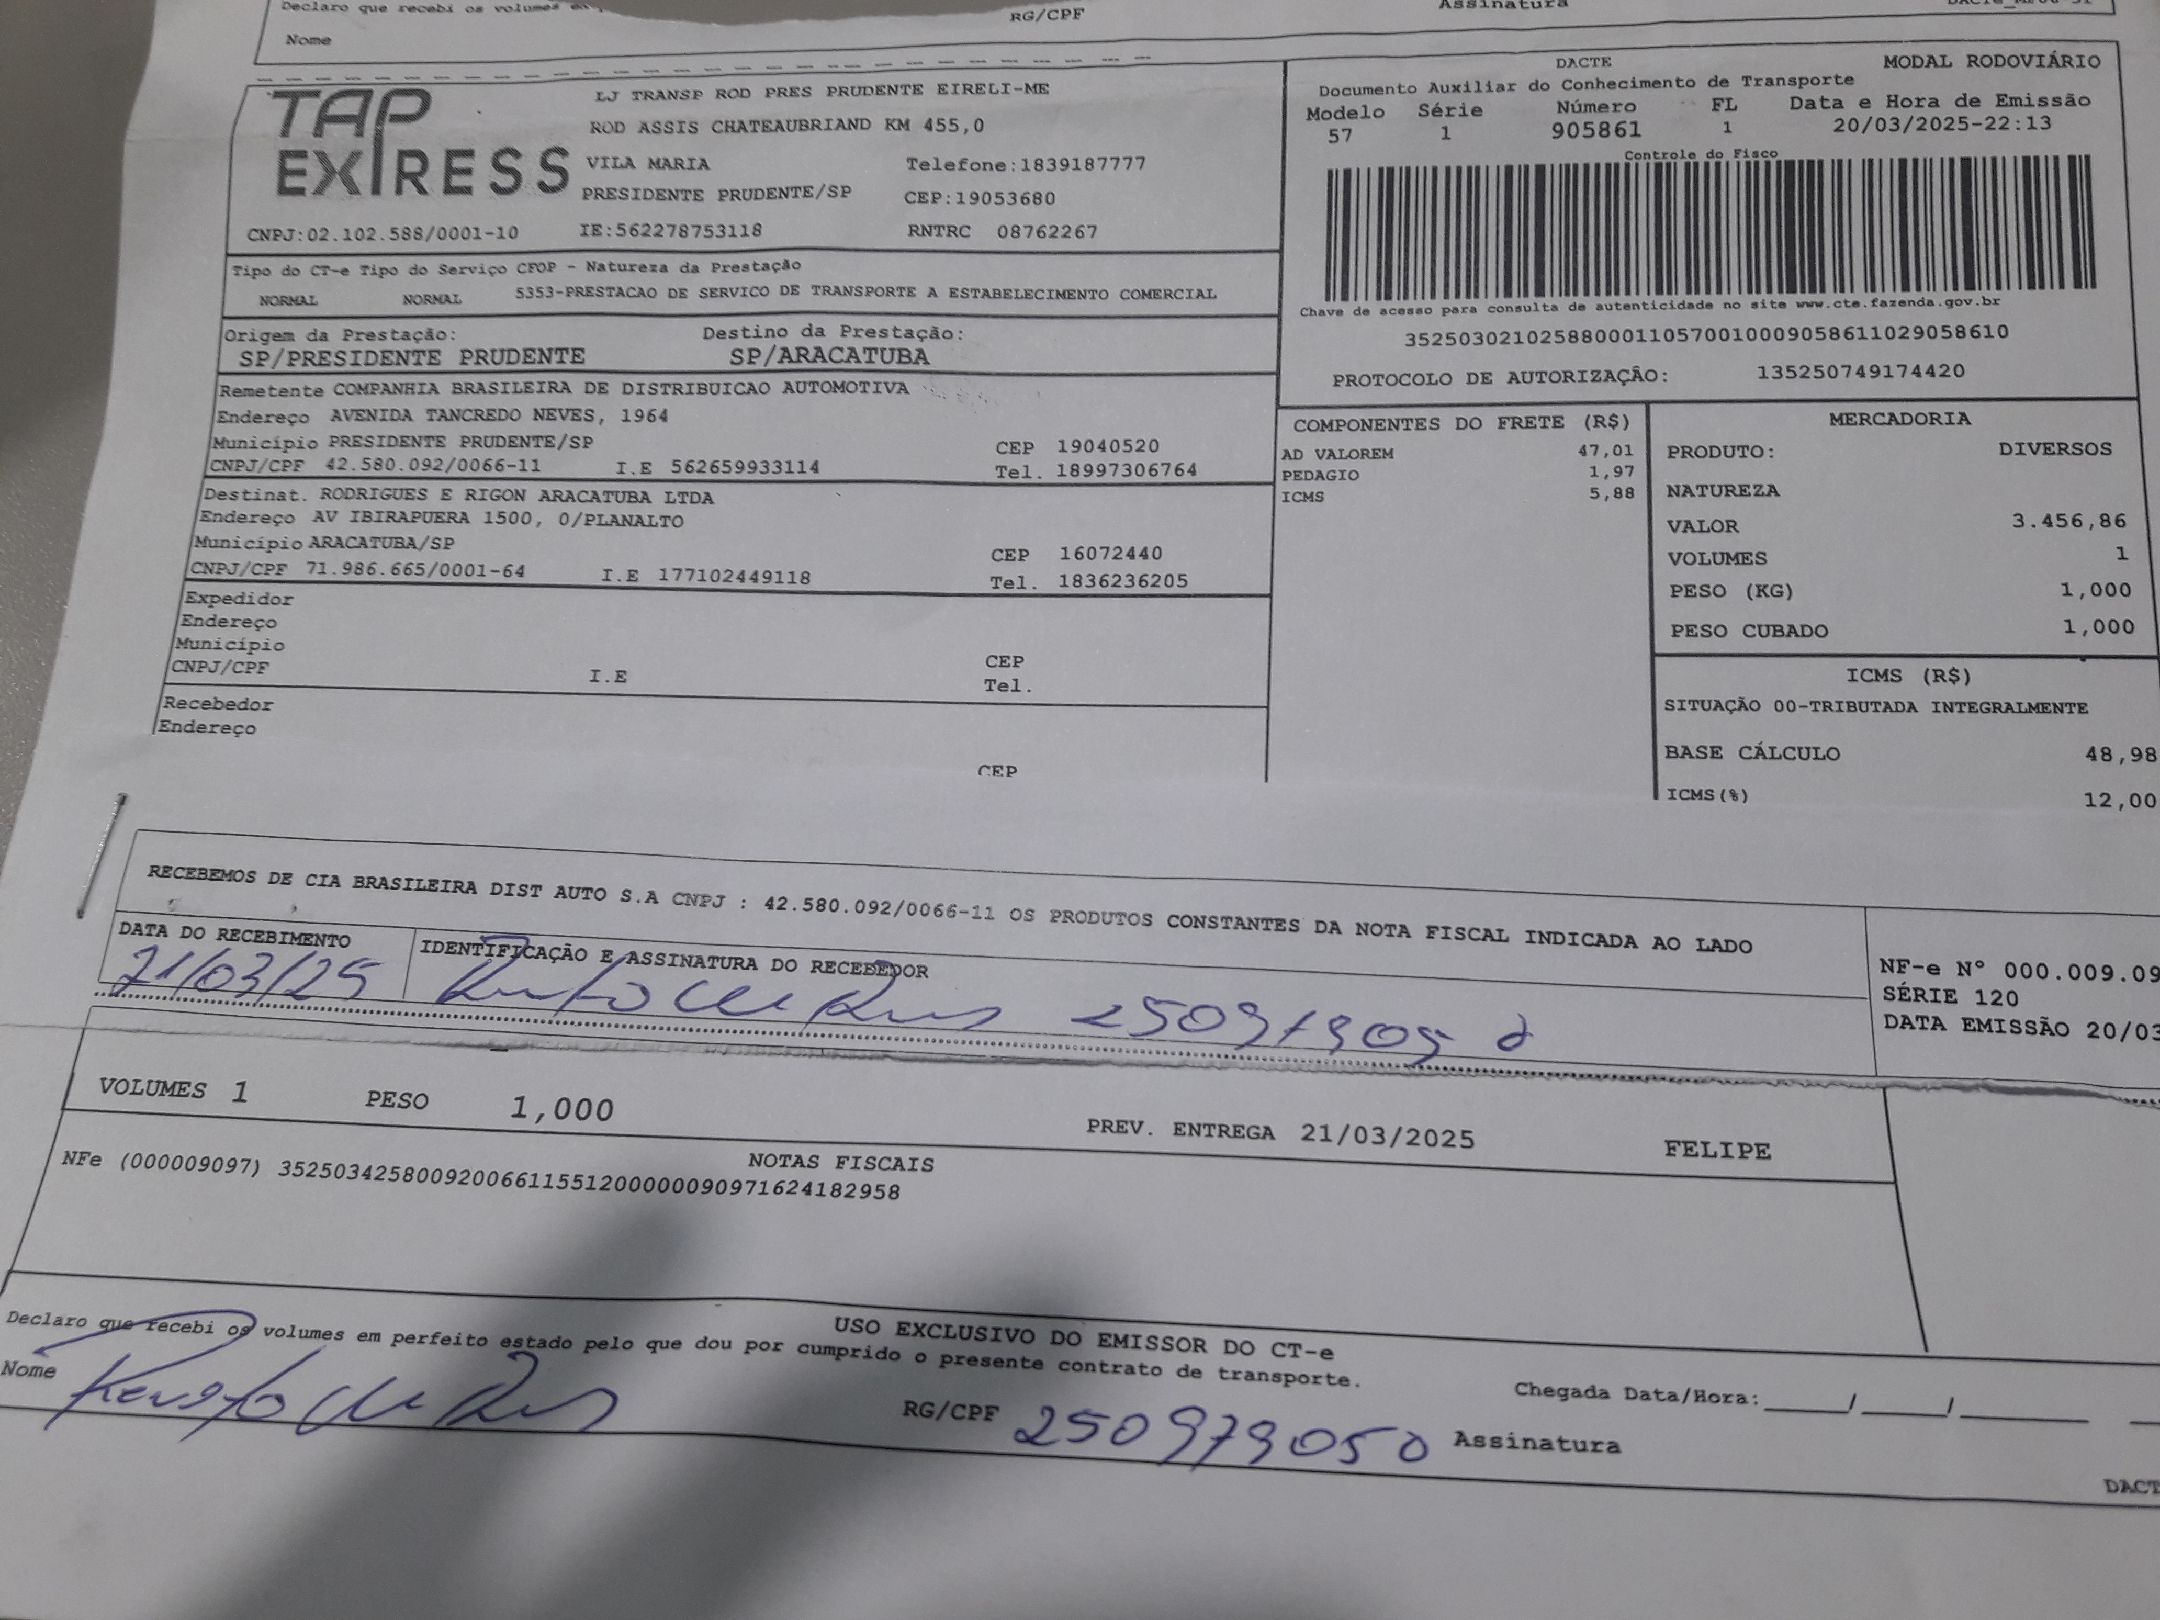 Declaro que recebi os volumes
RG/CPF
Assinatura
Nome
TAP EXPRESS
LJ TRANSP ROD PRES PRUDENTE EIRELI-ME
ROD ASSIS CHATEAUBRIAND KM 455,0
VILA MARIA Telefone:1839187777
PRESIDENTE PRUDENTE/SP CEP:19053680
CNPJ:02.102.588/0001-10 IE:562278753118 RNTRC 08762267
DACTE MODAL RODOVIÁRIO
Documento Auxiliar do Conhecimento de Transporte
Modelo Série Número FL Data e Hora de Emissão
57 1 905861 1 20/03/2025-22:13
Controle do Fisco
Chave de acesso para consulta de autenticidade no site www.cte.fazenda.gov.br
35250302102588000110570010009058611029058610
PROTOCOLO DE AUTORIZAÇÂO: 135250749174420
Tipo do CT-e Tipo do Serviço CFOP - Natureza da Prestação
NORMAL NORMAL 5353-PRESTACAO DE SERVICO DE TRANSPORTE A ESTABELECIMENTO COMERCIAL
Origem da Prestação: Destino da Prestação:
SP/PRESIDENTE PRUDENTE SP/ARACATUBA
Remetente COMPANHIA BRASILEIRA DE DISTRIBUICAO AUTOMOTIVA
Endereço AVENIDA TANCREDO NEVES, 1964
Município PRESIDENTE PRUDENTE/SP CEP 19040520
CNPJ/CPF 42.580.092/0066-11 I.E 562659933114 Tel. 18997306764
Destinat. RODRIGUES E RIGON ARACATUBA LTDA
Endereço AV IBIRAPUERA 1500, 0/PLANALTO
Município ARACATUBA/SP CEP 16072440
CNPJ/CPF 71.986.665/0001-64 I.E 177102449118 Tel. 1836236205
Expedidor
Endereço
Município CEP
CNPJ/CPF I.E Tel.
Recebedor
Endereço
CEP
COMPONENTES DO FRETE (R$)
AD VALOREM 47,01
PEDAGIO 1,97
ICMS 5,88
MERCADORIA
PRODUTO: DIVERSOS
NATUREZA
VALOR 3.456,86
VOLUMES 1
PESO (KG) 1,000
PESO CUBADO 1,000
ICMS (R$)
SITUAÇÃO 00-TRIBUTADA INTEGRALMENTE
BASE CÁLCULO 48,98
ICMS(%) 12,00
RECEBEMOS DE CIA BRASILEIRA DIST AUTO S.A CNPJ : 42.580.092/0066-11 OS PRODUTOS CONSTANTES DA NOTA FISCAL INDICADA AO LADO
DATA DO RECEBIMENTO IDENTIFICAÇÃO E ASSINATURA DO RECEBEDOR
21/03/25
NF-e Nº 000.009.09
SÉRIE 120
DATA EMISSÃO 20/03
VOLUMES 1 PESO 1,000 PREV. ENTREGA 21/03/2025 FELIPE
NOTAS FISCAIS
NFe (000009097) 35250342580092006611551200000090971624182958
USO EXCLUSIVO DO EMISSOR DO CT-e
Declaro que recebi os volumes em perfeito estado pelo que dou por cumprido o presente contrato de transporte.
Nome RG/CPF 250979050 Assinatura
Chegada Data/Hora:_____/_____/_______
DACT